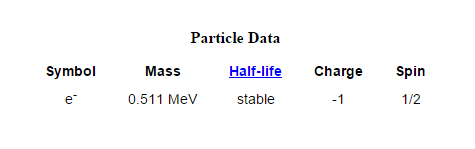 Particle Data
Symbol Mass Half-life Charge Spin
e⁻ 0.511 MeV stable -1 1/2